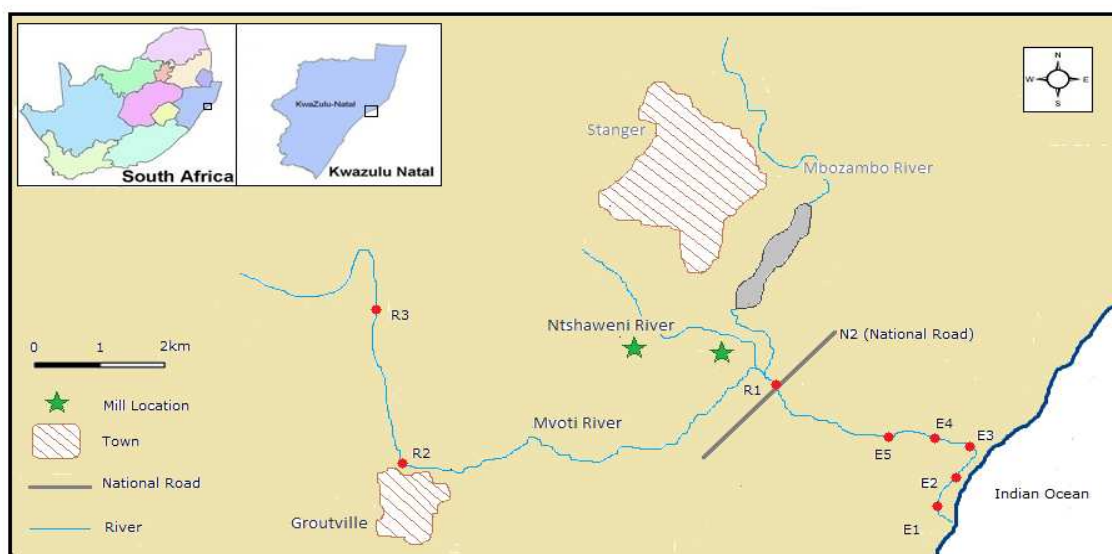 South Africa
KwaZulu-Natal
Kwazulu Natal
N
W E
S
Stanger
Mbozambo River
R3
Ntshaweni River
N2 (National Road)
0 1 2km
Mill Location
R1
Town
Mvoti River
E4
E3
E5
R2
E2
National Road
Indian Ocean
Groutville
River
E1